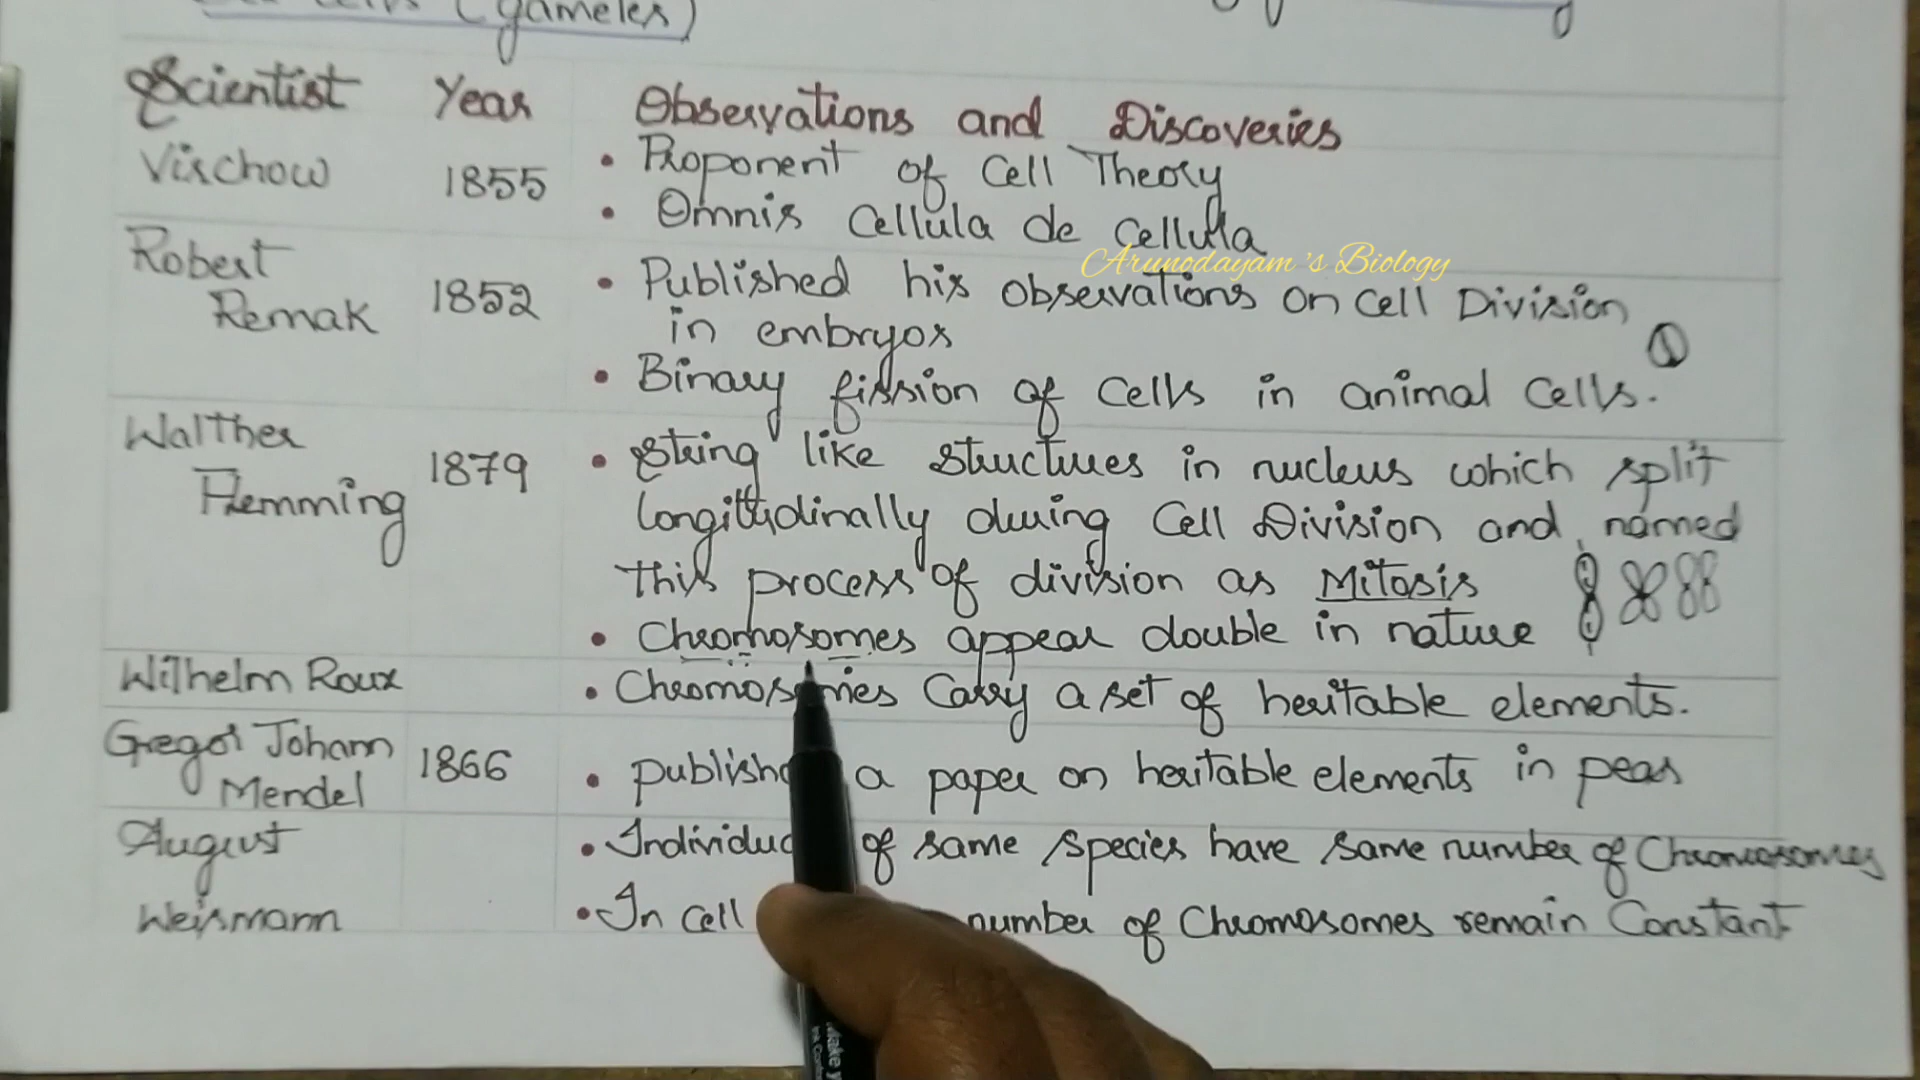 (gametes)
Scientist Year Observations and Discoveries
Virchow 1855 • Proponent of Cell Theory
• Omnis Cellula de Cellula
Arunodayam's Biology
Robert Remak 1852 • Published his observations on Cell Division
in embryos
• Binary fission of Cells in animal Cells.
1
Walther Flemming 1879 • String like structures in nucleus which split
longitudinally during Cell Division and named
this process of division as Mitosis
• Chromosomes appear double in nature
Wilhelm Roux • Chromosomes Carry a set of heritable elements.
Gregor Johann Mendel 1866 • published a paper on heritable elements in peas
August • of same species have same number of Chromosomes
Weismann • In Cell number of Chromosomes remain Constant
Make y